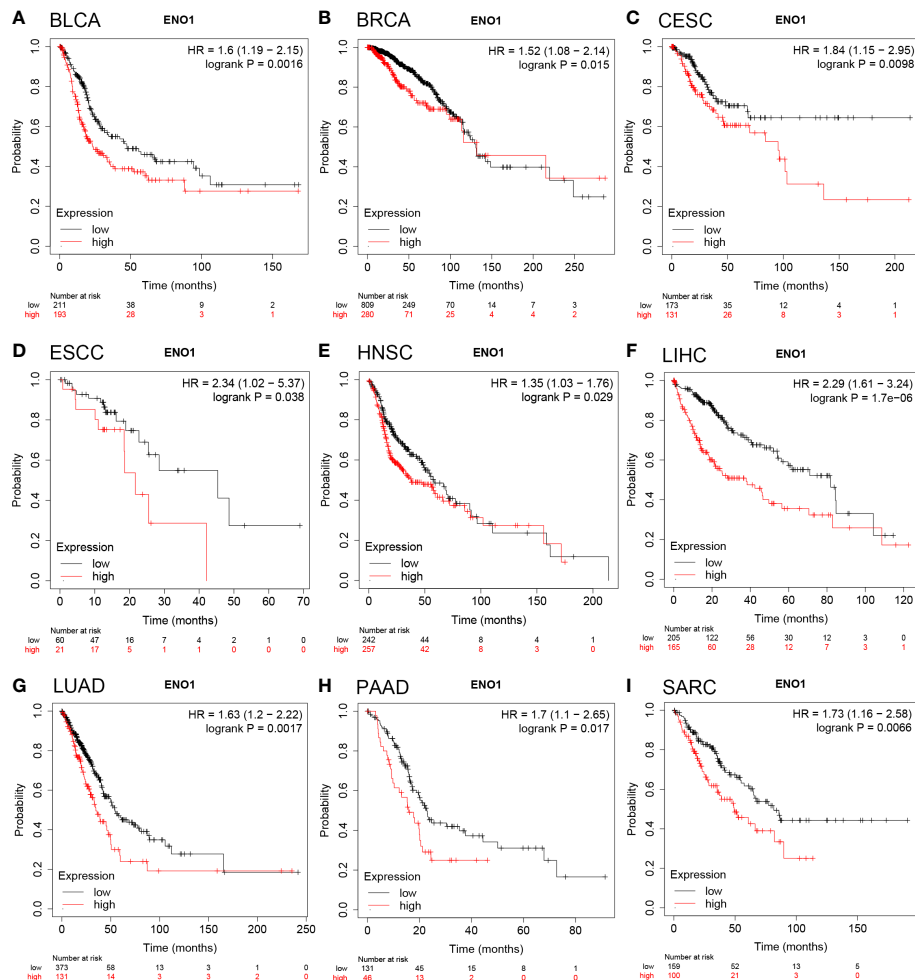 A BLCA ENO1
HR = 1.6 (1.19 − 2.15)
logrank P = 0.0016
Probability
1.0
0.8
0.6
0.4
0.2
0.0
Expression
low
high
0 50 100 150
Time (months)
Number at risk
low 211 38 9 2
high 193 28 3 1
B BRCA ENO1
HR = 1.52 (1.08 − 2.14)
logrank P = 0.015
Probability
1.0
0.8
0.6
0.4
0.2
0.0
Expression
low
high
0 50 100 150 200 250
Time (months)
Number at risk
low 809 249 70 14 7 3
high 280 71 25 4 4 2
C CESC ENO1
HR = 1.84 (1.15 − 2.95)
logrank P = 0.0098
Probability
1.0
0.8
0.6
0.4
0.2
0.0
Expression
low
high
0 50 100 150 200
Time (months)
Number at risk
low 173 35 12 4 1
high 131 26 8 3 1
D ESCC ENO1
HR = 2.34 (1.02 − 5.37)
logrank P = 0.038
Probability
1.0
0.8
0.6
0.4
0.2
0.0
Expression
low
high
0 10 20 30 40 50 60 70
Time (months)
Number at risk
low 60 47 16 7 4 2 1 0
high 21 17 5 1 1 0 0 0
E HNSC ENO1
HR = 1.35 (1.03 − 1.76)
logrank P = 0.029
Probability
1.0
0.8
0.6
0.4
0.2
0.0
Expression
low
high
0 50 100 150 200
Time (months)
Number at risk
low 242 44 8 4 1
high 257 42 8 3 0
F LIHC ENO1
HR = 2.29 (1.61 − 3.24)
logrank P = 1.7e−06
Probability
1.0
0.8
0.6
0.4
0.2
0.0
Expression
low
high
0 20 40 60 80 100 120
Time (months)
Number at risk
low 205 122 56 30 12 3 0
high 165 60 28 12 7 3 1
G LUAD ENO1
HR = 1.63 (1.2 − 2.22)
logrank P = 0.0017
Probability
1.0
0.8
0.6
0.4
0.2
0.0
Expression
low
high
0 50 100 150 200 250
Time (months)
Number at risk
low 373 58 13 3 1 0
high 131 14 3 3 2 0
H PAAD ENO1
HR = 1.7 (1.1 − 2.65)
logrank P = 0.017
Probability
1.0
0.8
0.6
0.4
0.2
0.0
Expression
low
high
0 20 40 60 80
Time (months)
Number at risk
low 131 45 15 8 1
high 46 13 2 0 0
I SARC ENO1
HR = 1.73 (1.16 − 2.58)
logrank P = 0.0066
Probability
1.0
0.8
0.6
0.4
0.2
0.0
Expression
low
high
0 50 100 150
Time (months)
Number at risk
low 159 52 13 5
high 100 21 3 0